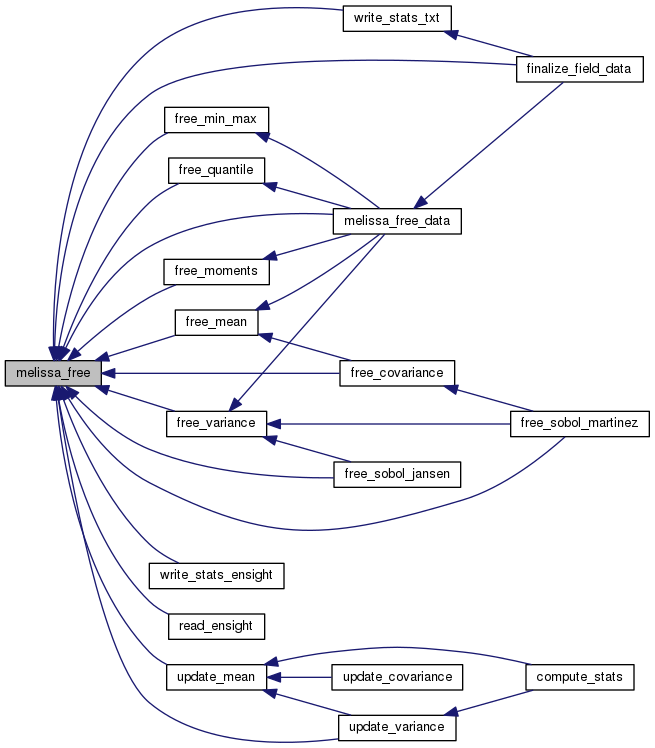 write_stats_txt
finalize_field_data
free_min_max
free_quantile
melissa_free_data
free_moments
free_mean
melissa_free
free_covariance
free_variance
free_sobol_martinez
free_sobol_jansen
write_stats_ensight
read_ensight
update_mean
update_covariance
compute_stats
update_variance